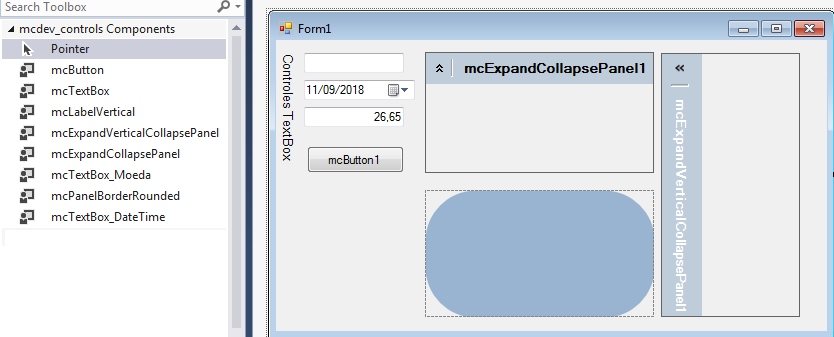 Search Toolbox
mcdev_controls Components
Pointer
mcButton
mcTextBox
mcLabelVertical
mcExpandVerticalCollapsePanel
mcExpandCollapsePanel
mcTextBox_Moeda
mcPanelBorderRounded
mcTextBox_DateTime
Form1
Controles TextBox
11/09/2018
26,65
mcButton1
mcExpandCollapsePanel1
mcExpandVerticalCollapsePanel1